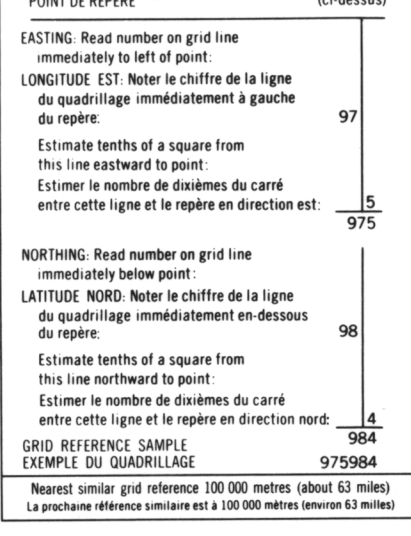 POINT DE REPÈRE (ci-dessus)
EASTING: Read number on grid line
immediately to left of point:
LONGITUDE EST: Noter le chiffre de la ligne
du quadrillage immédiatement à gauche
du repère: 97
Estimate tenths of a square from
this line eastward to point:
Estimer le nombre de dixièmes du carré
entre cette ligne et le repère en direction est: 5
975
NORTHING: Read number on grid line
immediately below point:
LATITUDE NORD: Noter le chiffre de la ligne
du quadrillage immédiatement en-dessous
du repère: 98
Estimate tenths of a square from
this line northward to point:
Estimer le nombre de dixièmes du carré
entre cette ligne et le repère en direction nord: 4
GRID REFERENCE SAMPLE 984
EXEMPLE DU QUADRILLAGE 975984
Nearest similar grid reference 100 000 metres (about 63 miles)
La prochaine référence similaire est à 100 000 mètres (environ 63 milles)